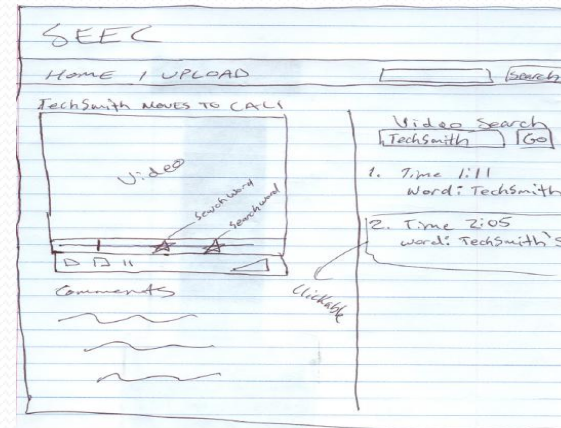 SEEC
HOME / UPLOAD
Search
TechSmith MOVES TO CALI
Video
Search word
Search word
Comments
Video Search
TechSmith Go
1. Time 1:11
Word: TechSmith
2. Time 2:05
word: TechSmith's
Clickable